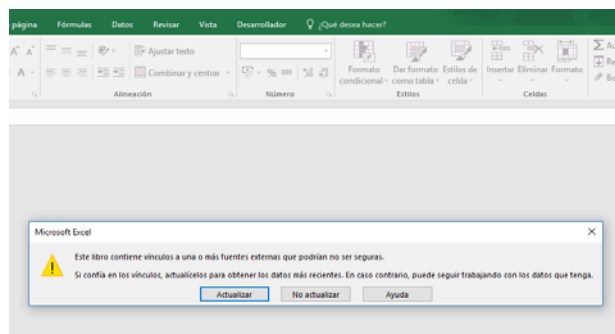 página Fórmulas Datos Revisar Vista Desarrollador ¿Qué desea hacer?
Ajustar texto
Combinar y centrar
Alineación
% 000
Número
Formato condicional
Dar formato como tabla
Estilos de celda
Estilos
Insertar Eliminar Formato
Celdas
Microsoft Excel
Este libro contiene vínculos a una o más fuentes externas que podrían no ser seguras.
Si confía en los vínculos, actualícelos para obtener los datos más recientes. En caso contrario, puede seguir trabajando con los datos que tenga.
Actualizar No actualizar Ayuda